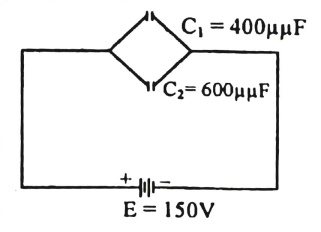 C₁ = 400μμF
C₂= 600μμF
+ −
E = 150V